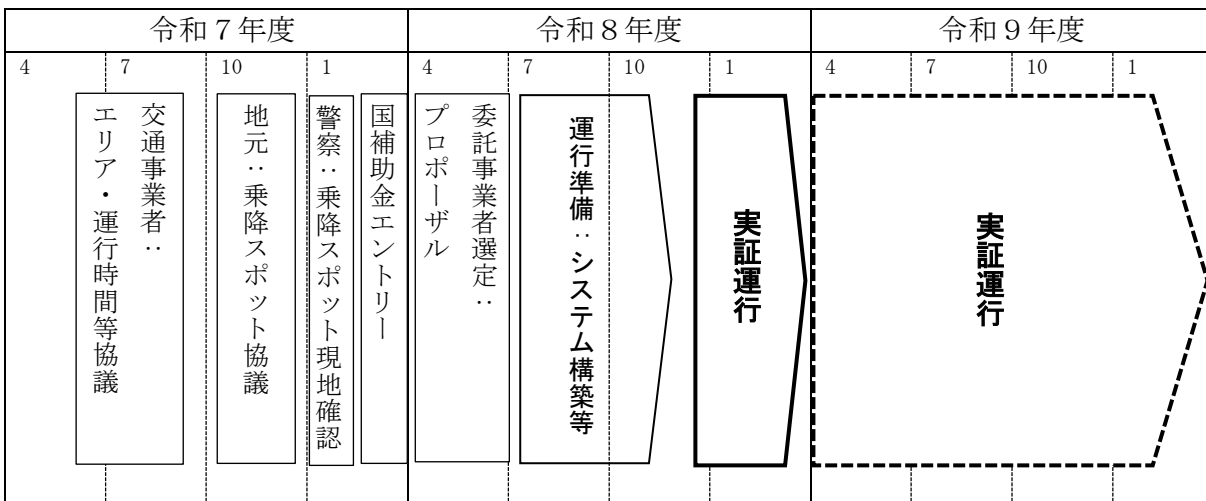 令和７年度
令和８年度
令和９年度
4
7
10
1
4
7
10
1
4
7
10
1
交通事業者：
エリア・運行時間等協議
地元：乗降スポット協議
警察：乗降スポット現地確認
国補助金エントリー
委託事業者選定：
プロポーザル
運行準備：システム構築等
実証運行
実証運行